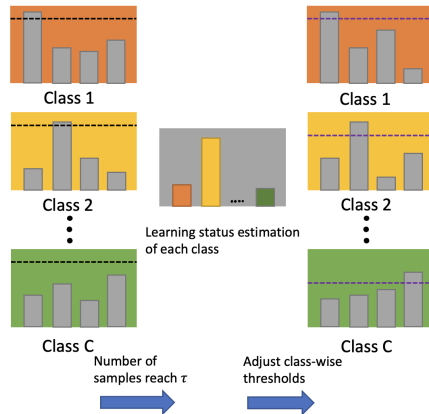 Class 1
Class 1
Class 2
Class 2
Learning status estimation
of each class
Class C
Class C
Number of
samples reach τ
Adjust class-wise
thresholds